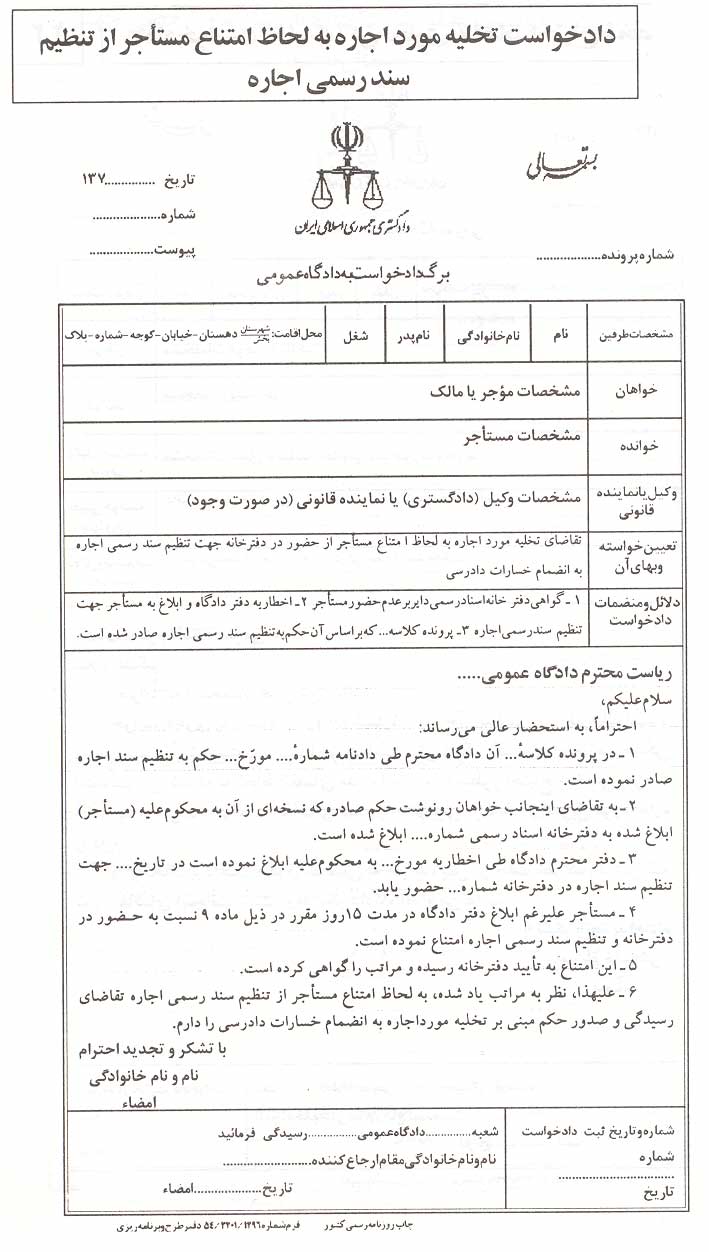 دادخواست تخلیه مورد اجاره به لحاظ امتناع مستأجر از تنظیم
سند رسمی اجاره
بسمه تعالی
تاریخ ..............۱۳۷
شماره....................
پیوست...................
دادگستری جمهوری اسلامی ایران
شماره پرونده...................
برگ دادخواست به دادگاه عمومی
مشخصات طرفین نام نام خانوادگی نام پدر شغل محل اقامت: شهرستان بخش دهستان-خیابان-کوچه-شماره-پلاک
خواهان مشخصات مؤجر یا مالک
خوانده مشخصات مستأجر
وکیل یا نماینده قانونی مشخصات وکیل (دادگستری) یا نماینده قانونی (در صورت وجود)
تعیین خواسته وبهای آن تقاضای تخلیه مورد اجاره به لحاظ امتناع مستأجر از حضور در دفترخانه جهت تنظیم سند رسمی اجاره
به انضمام خسارات دادرسی
دلائل و منضمات دادخواست ۱ـ گواهی دفتر خانه اسناد رسمی دایر بر عدم حضور مستأجر ۲ـ اخطاریه دفتر دادگاه و ابلاغ به مستأجر جهت
تنظیم سند رسمی اجاره ۳ـ پرونده کلاسه... که براساس آن حکم به تنظیم سند رسمی اجاره صادر شده است.
ریاست محترم دادگاه عمومی.....
سلام علیکم،
احتراماً، به استحضار عالی می‌رساند:
۱ـ در پرونده کلاسهٔ... آن دادگاه محترم طی دادنامه شمارهٔ.... مورّخ... حکم به تنظیم سند اجاره
صادر نموده است.
۲ـ به تقاضای اینجانب خواهان رونوشت حکم صادره که نسخه‌ای از آن به محکوم‌علیه (مستأجر)
ابلاغ شده به دفترخانه اسناد رسمی شماره.... ابلاغ شده است.
۳ـ دفتر محترم دادگاه طی اخطاریه مورخ... به محکوم‌علیه ابلاغ نموده است در تاریخ.... جهت
تنظیم سند اجاره در دفترخانه شماره... حضور یابد.
۴ـ مستأجر علیرغم ابلاغ دفتر دادگاه در مدت ۱۵روز مقرر در ذیل ماده ۹ نسبت به حضور در
دفترخانه و تنظیم سند رسمی اجاره امتناع نموده است.
۵ـ این امتناع به تأیید دفترخانه رسیده و مراتب را گواهی کرده است.
۶ـ علیهذا، نظر به مراتب یاد شده، به لحاظ امتناع مستأجر از تنظیم سند رسمی اجاره تقاضای
رسیدگی و صدور حکم مبنی بر تخلیه مورداجاره به انضمام خسارات دادرسی را دارم.
با تشکر و تجدید احترام
نام و نام خانوادگی
امضاء
شماره و تاریخ ثبت دادخواست
شماره
..............................
تاریخ
شعبه...............دادگاه عمومی................رسیدگی فرمائید
نام و نام خانوادگی مقام ارجاع کننده...........................
تاریخ....................امضاء
چاپ روزنامه رسمی کشور فرم شماره ۱۲۹۶/۳۲۰۱/۵۴ دفتر طرح و برنامه ریزی